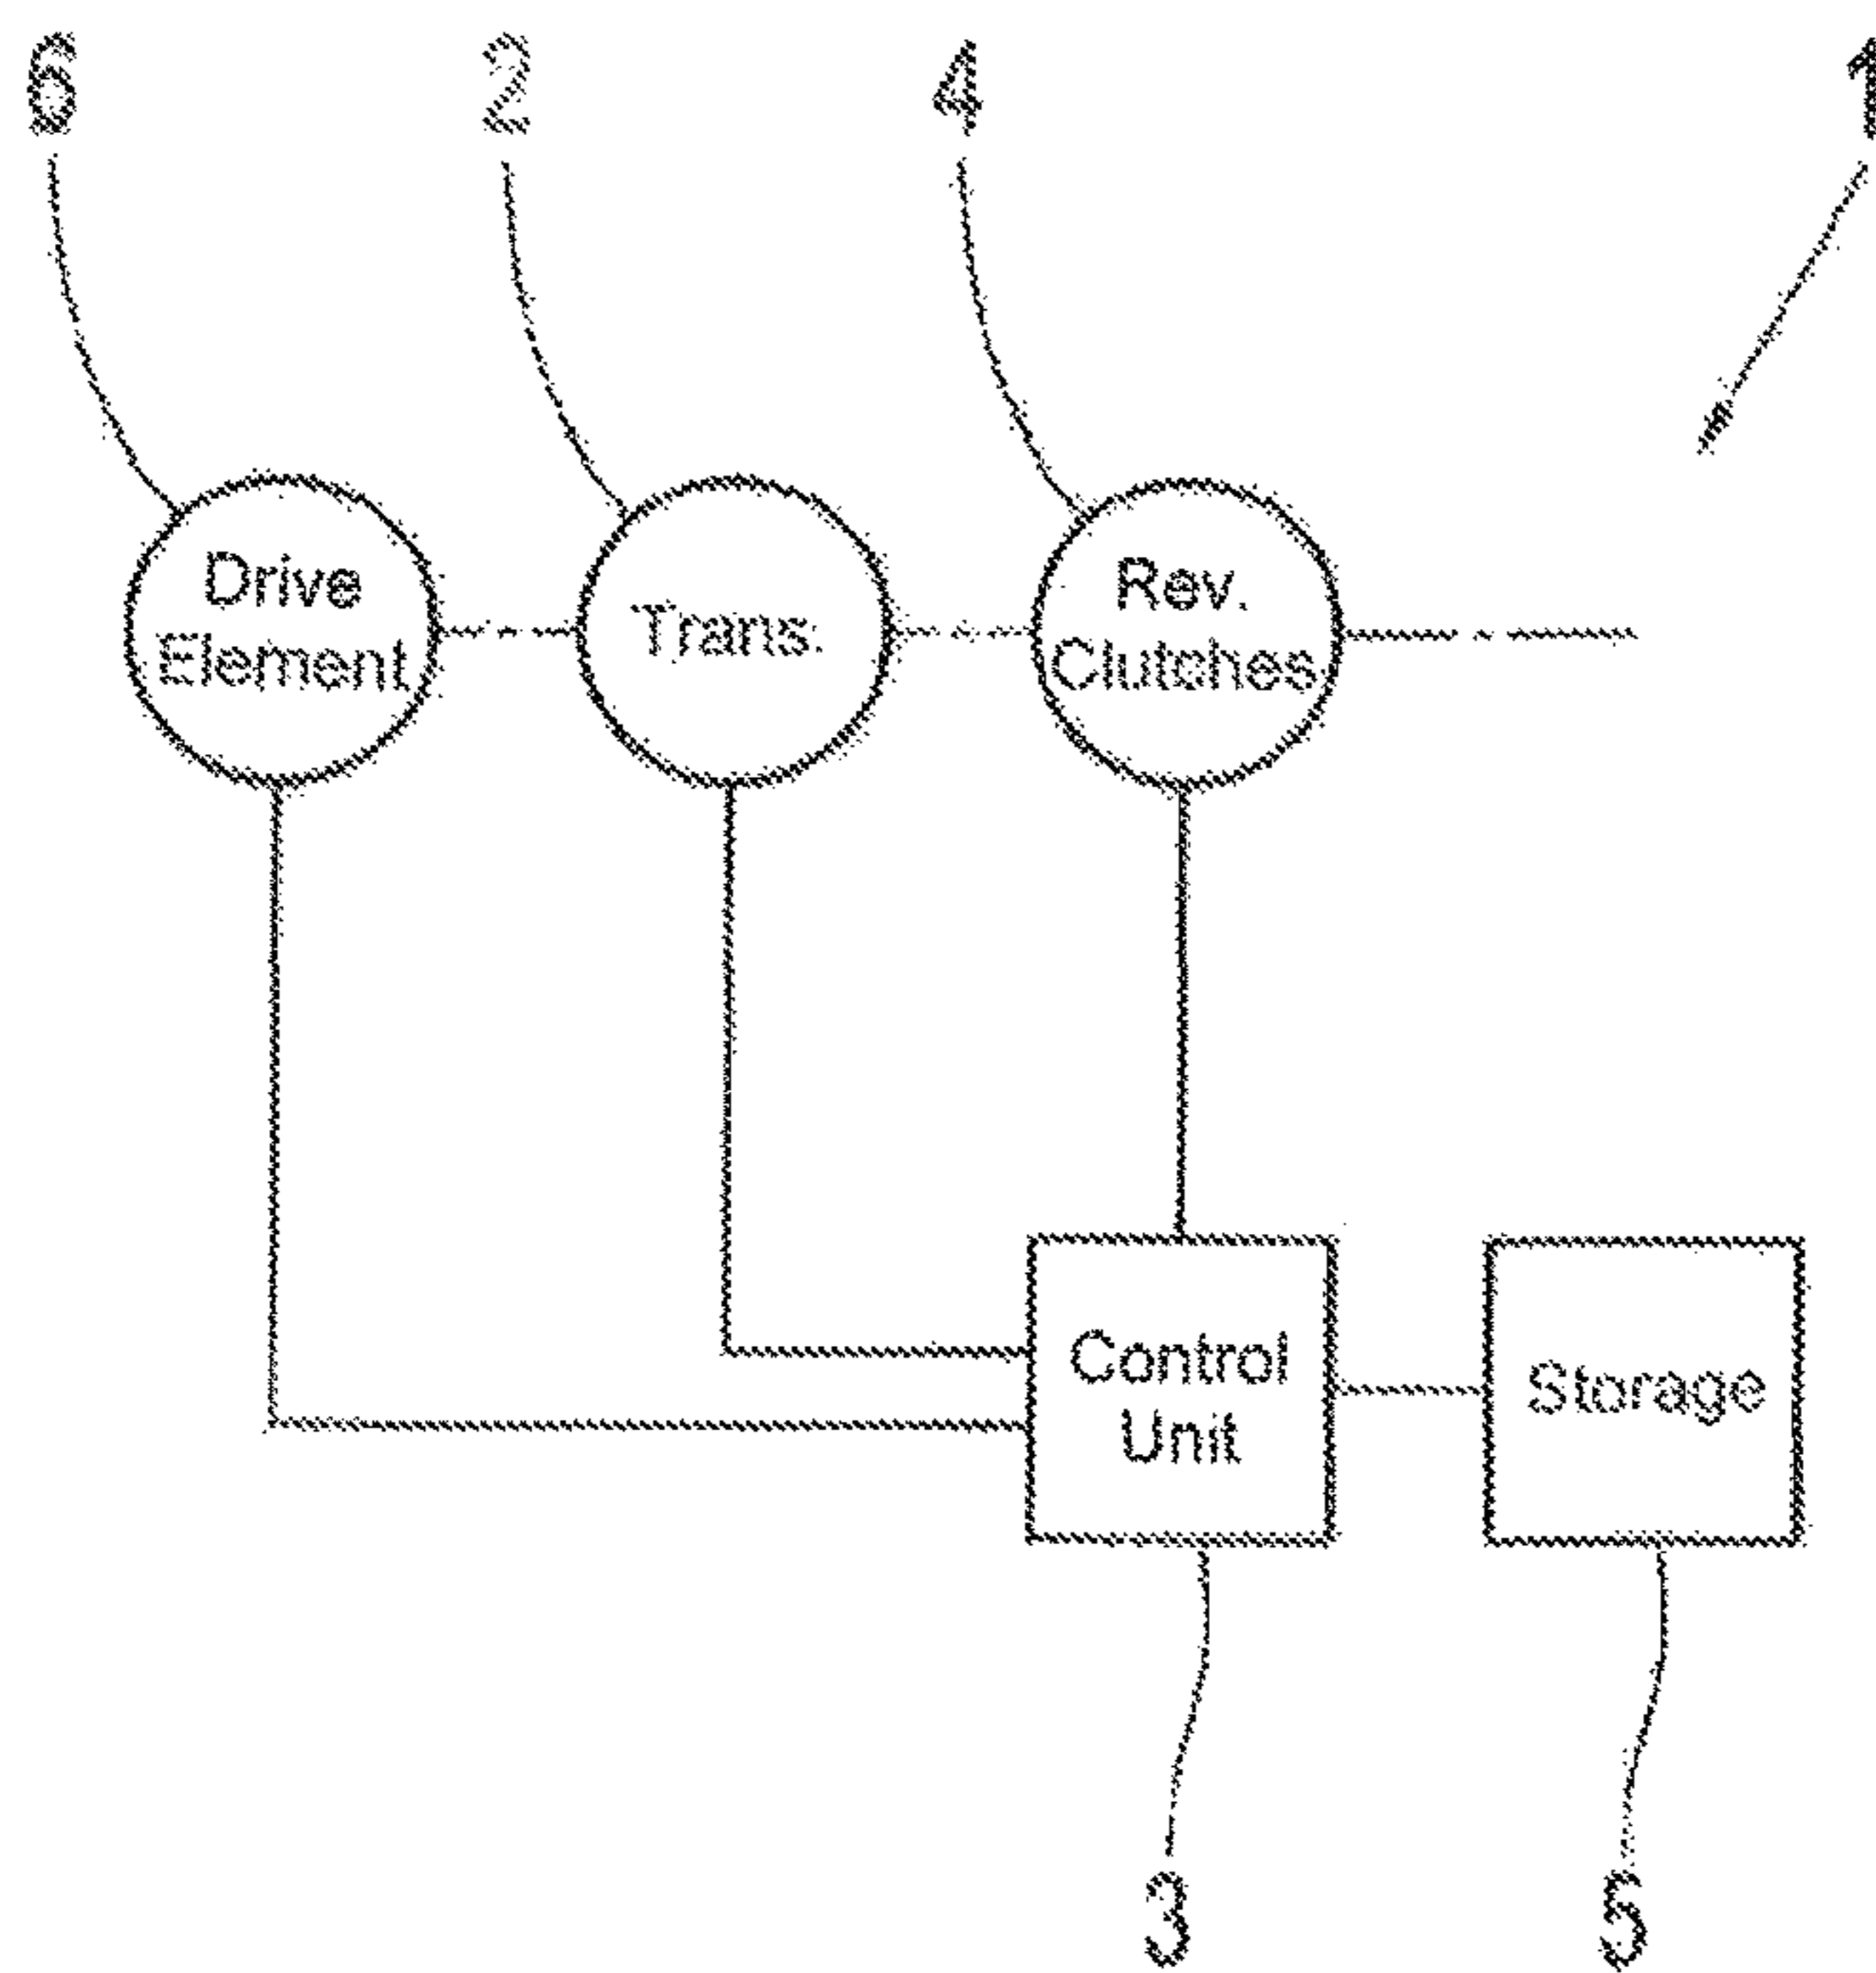 6 2 4 1
Drive
Element
Trans.
Rev.
Clutches
Control
Unit
Storage
3 5